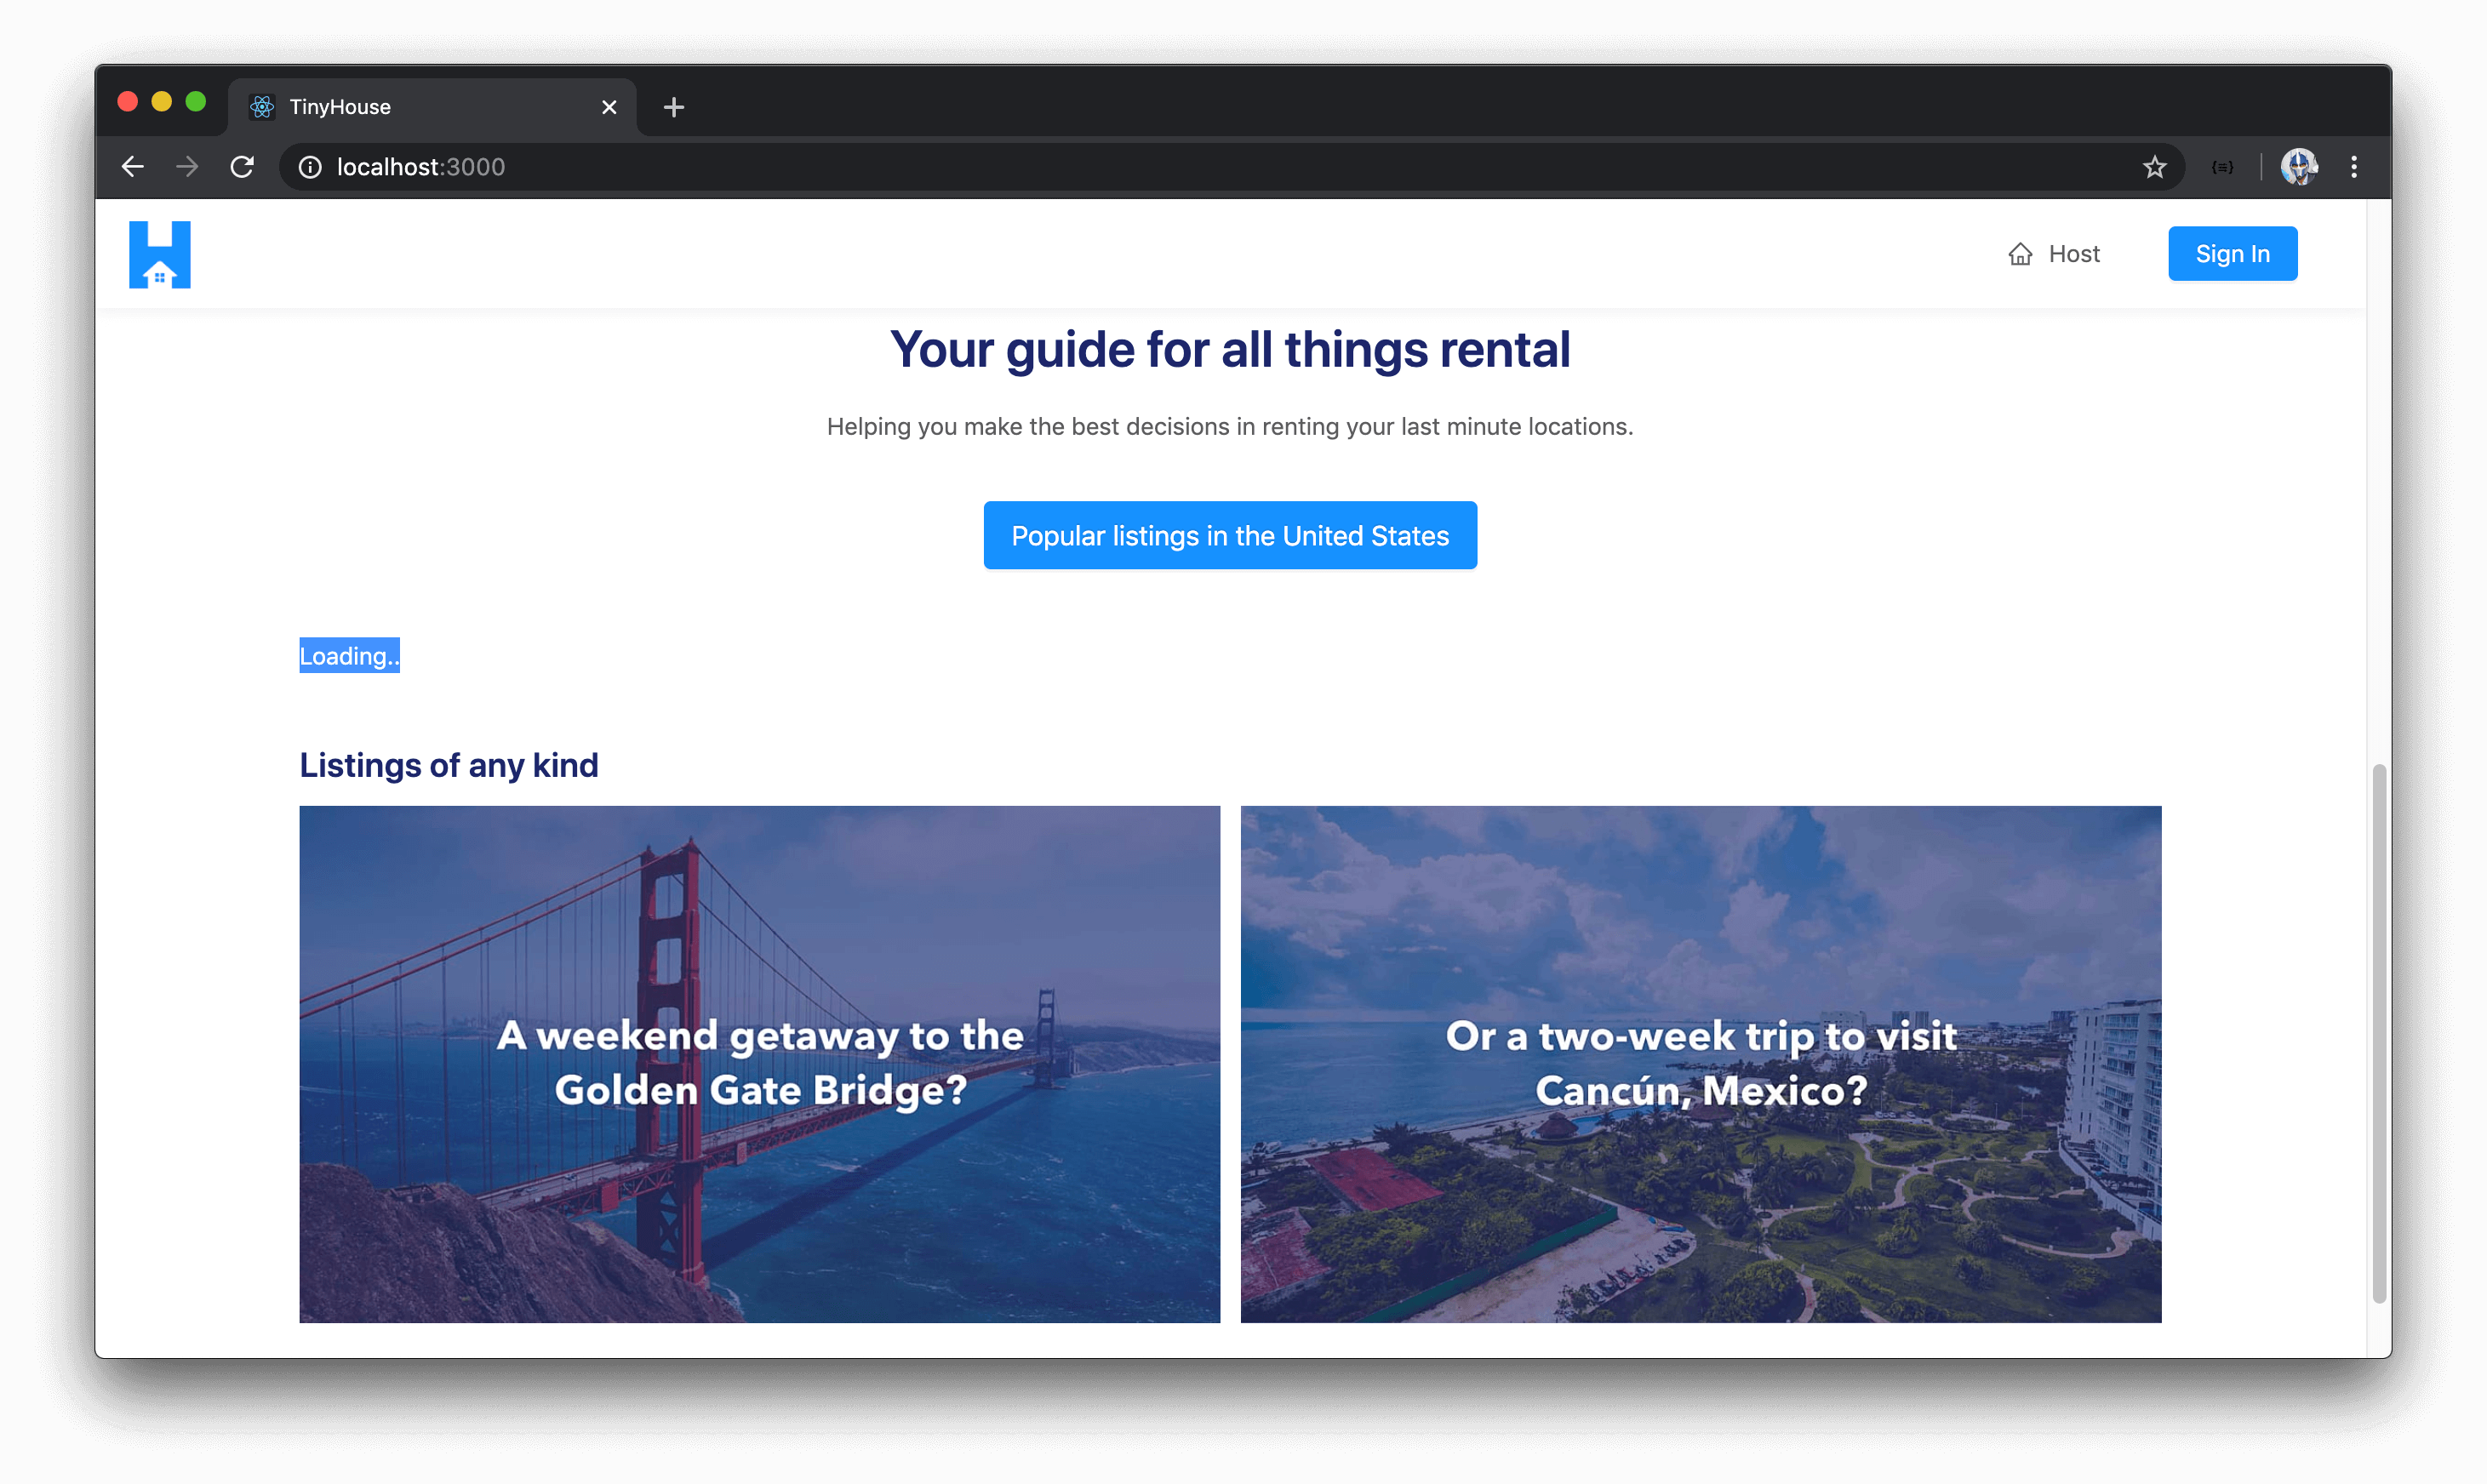 TinyHouse
localhost:3000
Host
Sign In
Your guide for all things rental
Helping you make the best decisions in renting your last minute locations.
Popular listings in the United States
Loading..
Listings of any kind
A weekend getaway to the
Golden Gate Bridge?
Or a two-week trip to visit
Cancún, Mexico?